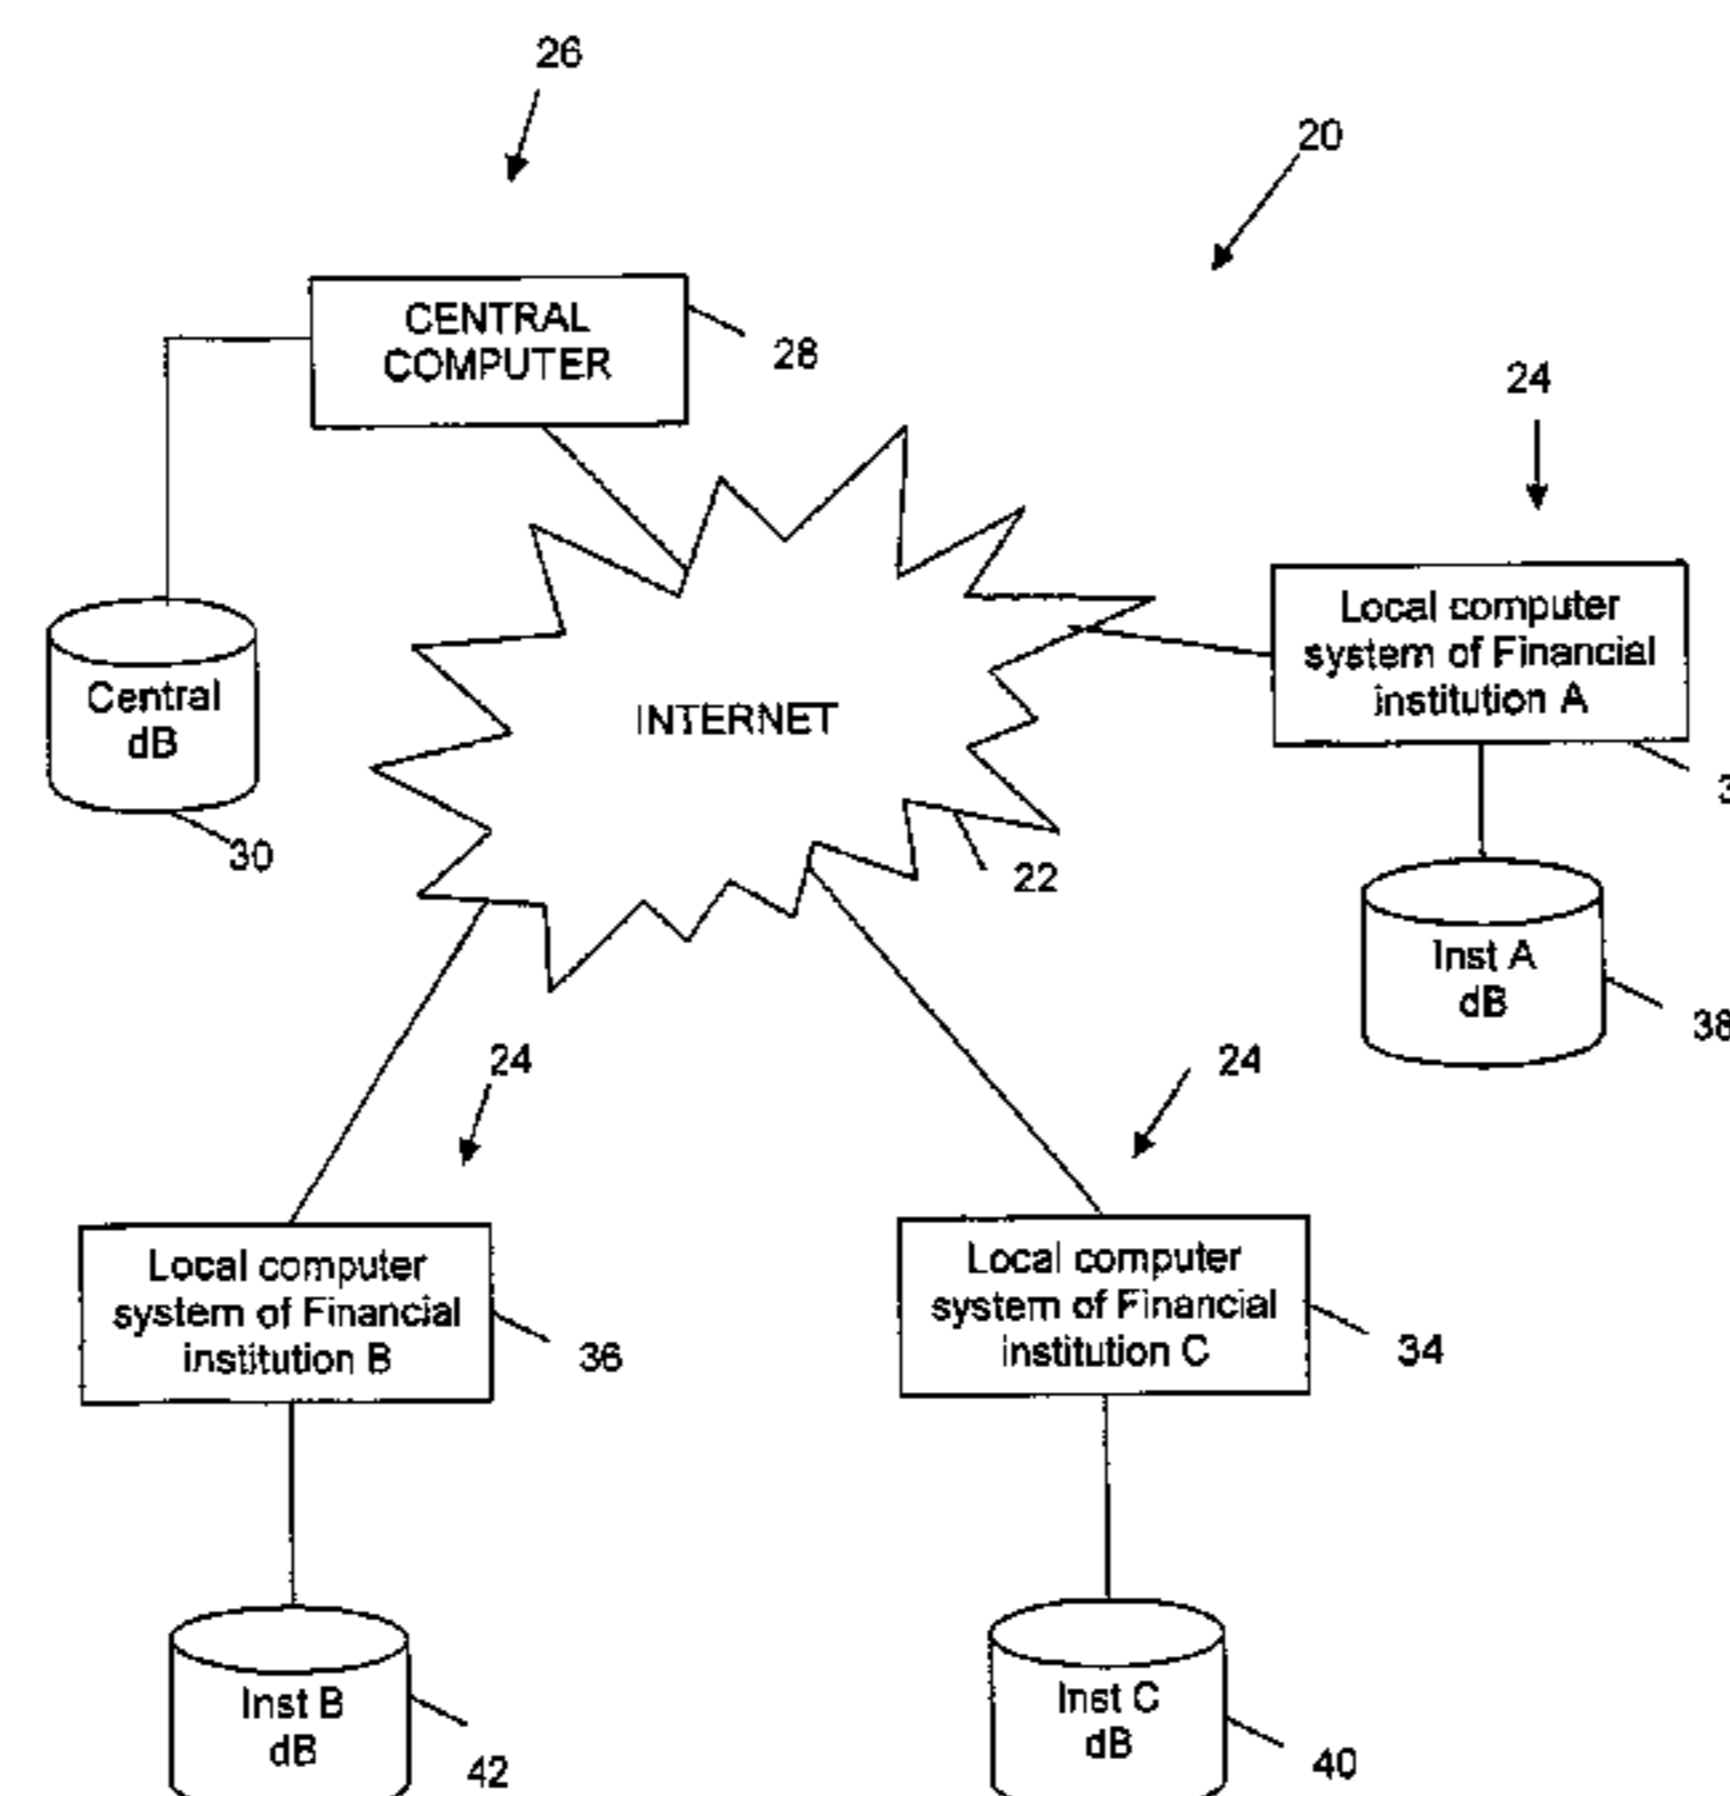 26
20
CENTRAL
COMPUTER
28
24
Local computer
system of Financial
institution A
Central
dB
INTERNET
30
22
Inst A
dB
38
24
24
Local computer
system of Financial
institution B
36
Local computer
system of Financial
institution C
34
Inst B
dB
42
Inst C
dB
40